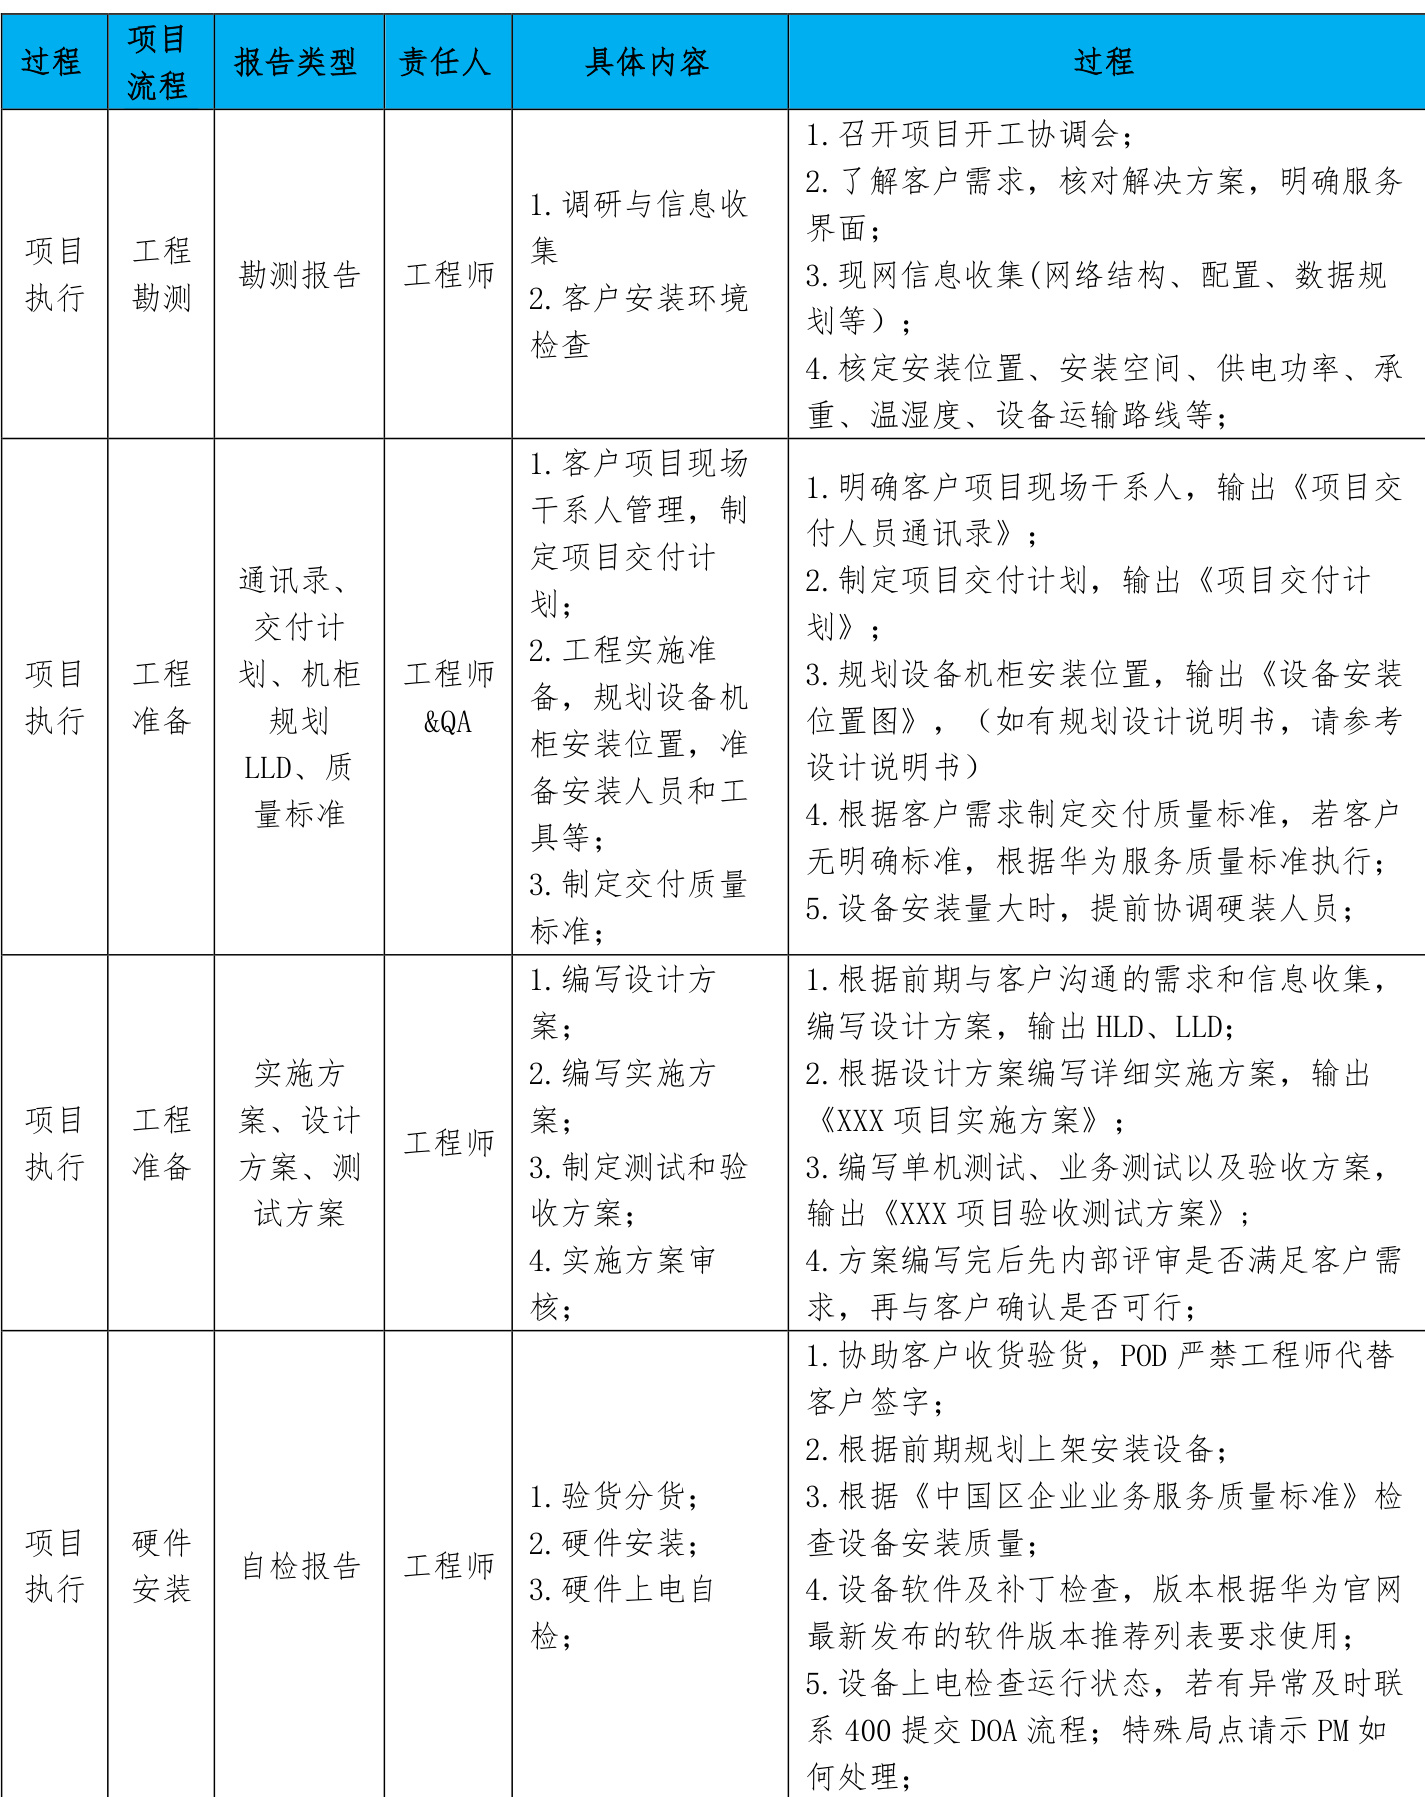 过程
项目
流程
报告类型
责任人
具体内容
过程
项目
执行
工程
勘测
勘测报告
工程师
1.调研与信息收
集
2.客户安装环境
检查
1.召开项目开工协调会；
2.了解客户需求，核对解决方案，明确服务
界面；
3.现网信息收集(网络结构、配置、数据规
划等）；
4.核定安装位置、安装空间、供电功率、承
重、温湿度、设备运输路线等；
项目
执行
工程
准备
通讯录、
交付计
划、机柜
规划
LLD、质
量标准
工程师
&QA
1.客户项目现场
干系人管理，制
定项目交付计
划；
2.工程实施准
备，规划设备机
柜安装位置，准
备安装人员和工
具等；
3.制定交付质量
标准；
1.明确客户项目现场干系人，输出《项目交
付人员通讯录》；
2.制定项目交付计划，输出《项目交付计
划》；
3.规划设备机柜安装位置，输出《设备安装
位置图》，（如有规划设计说明书，请参考
设计说明书）
4.根据客户需求制定交付质量标准，若客户
无明确标准，根据华为服务质量标准执行；
5.设备安装量大时，提前协调硬装人员；
项目
执行
工程
准备
实施方
案、设计
方案、测
试方案
工程师
1.编写设计方
案；
2.编写实施方
案；
3.制定测试和验
收方案；
4.实施方案审
核；
1.根据前期与客户沟通的需求和信息收集，
编写设计方案，输出 HLD、LLD；
2.根据设计方案编写详细实施方案，输出
《XXX 项目实施方案》；
3.编写单机测试、业务测试以及验收方案，
输出《XXX 项目验收测试方案》;
4.方案编写完后先内部评审是否满足客户需
求，再与客户确认是否可行；
项目
执行
硬件
安装
自检报告
工程师
1.验货分货；
2.硬件安装；
3.硬件上电自
检；
1.协助客户收货验货，POD 严禁工程师代替
客户签字；
2.根据前期规划上架安装设备；
3.根据《中国区企业业务服务质量标准》检
查设备安装质量；
4.设备软件及补丁检查，版本根据华为官网
最新发布的软件版本推荐列表要求使用；
5.设备上电检查运行状态，若有异常及时联
系 400 提交 DOA 流程；特殊局点请示 PM 如
何处理；